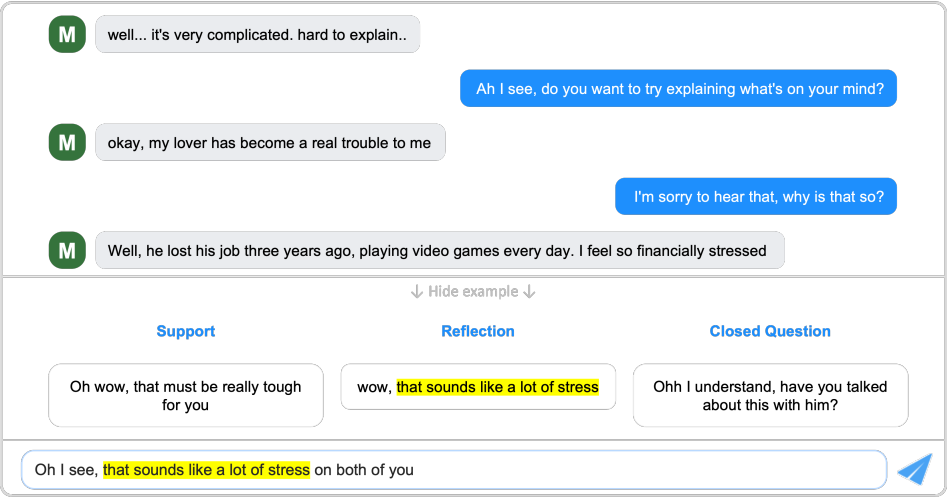 M
well... it's very complicated. hard to explain..
Ah I see, do you want to try explaining what's on your mind?
M
okay, my lover has become a real trouble to me
I'm sorry to hear that, why is that so?
M
Well, he lost his job three years ago, playing video games every day. I feel so financially stressed
↓ Hide example ↓
Support
Reflection
Closed Question
Oh wow, that must be really tough
for you
wow, that sounds like a lot of stress
Ohh I understand, have you talked
about this with him?
Oh I see, that sounds like a lot of stress on both of you